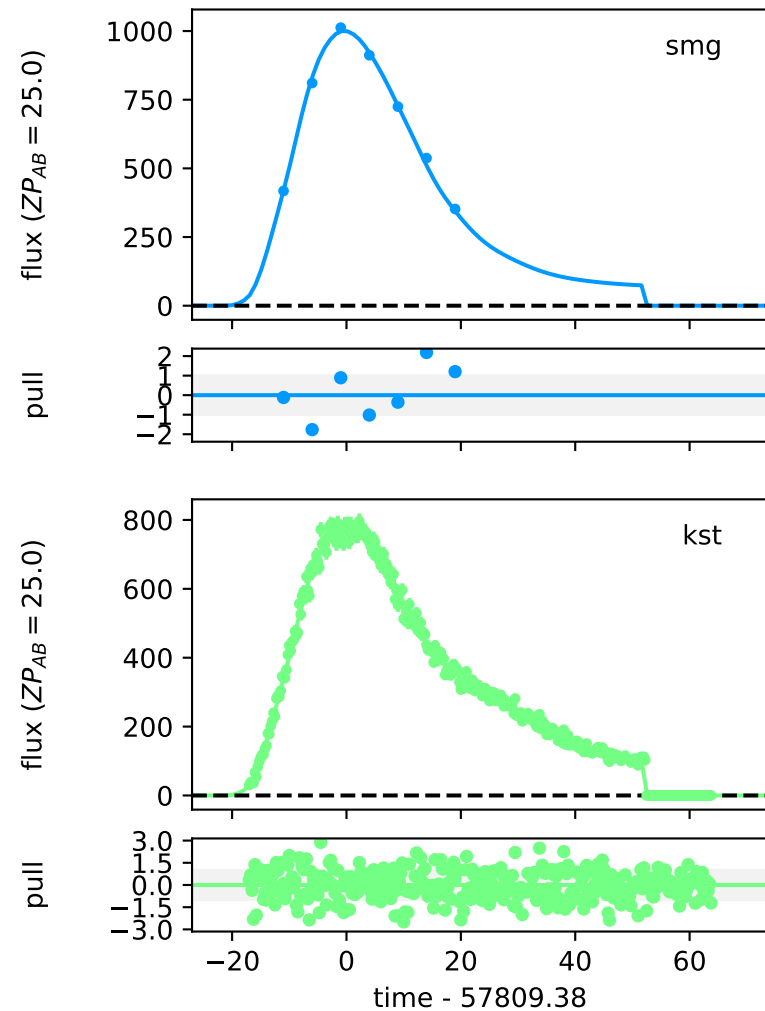 1000
750
500
250
0
flux (ZP_AB = 25.0)
smg
2
1
0
−1
−2
pull
800
600
400
200
0
flux (ZP_AB = 25.0)
kst
3.0
1.5
0.0
−1.5
−3.0
pull
−20 0 20 40 60
time - 57809.38